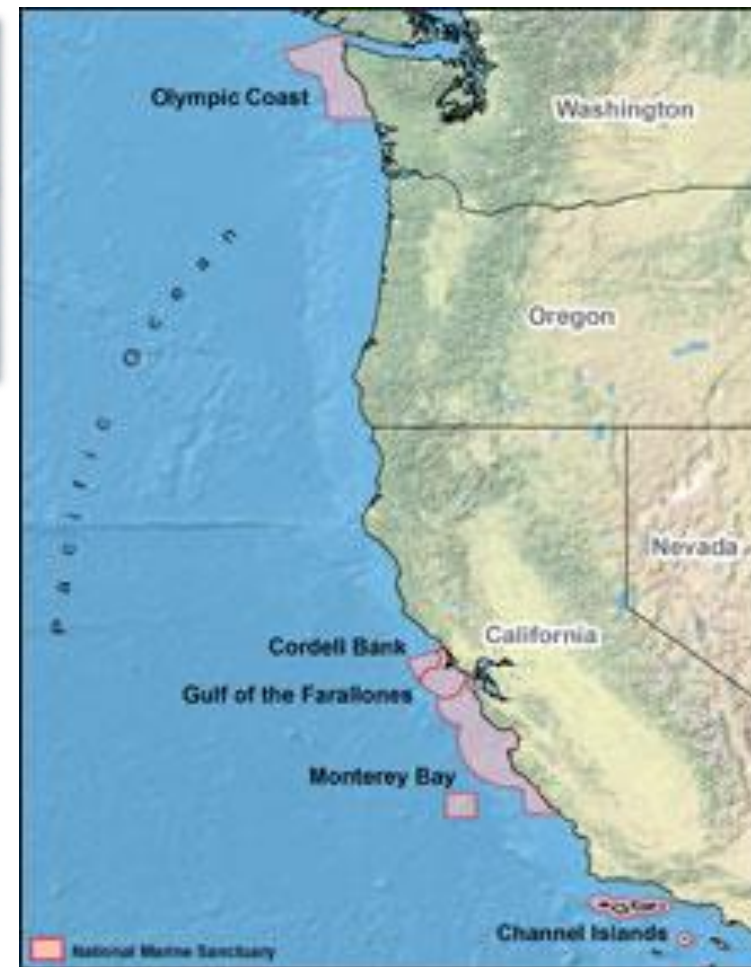 Olympic Coast
Washington
Pacific Ocean
Oregon
Nevada
Cordell Bank
California
Gulf of the Farallones
Monterey Bay
Channel Islands
National Marine Sanctuary